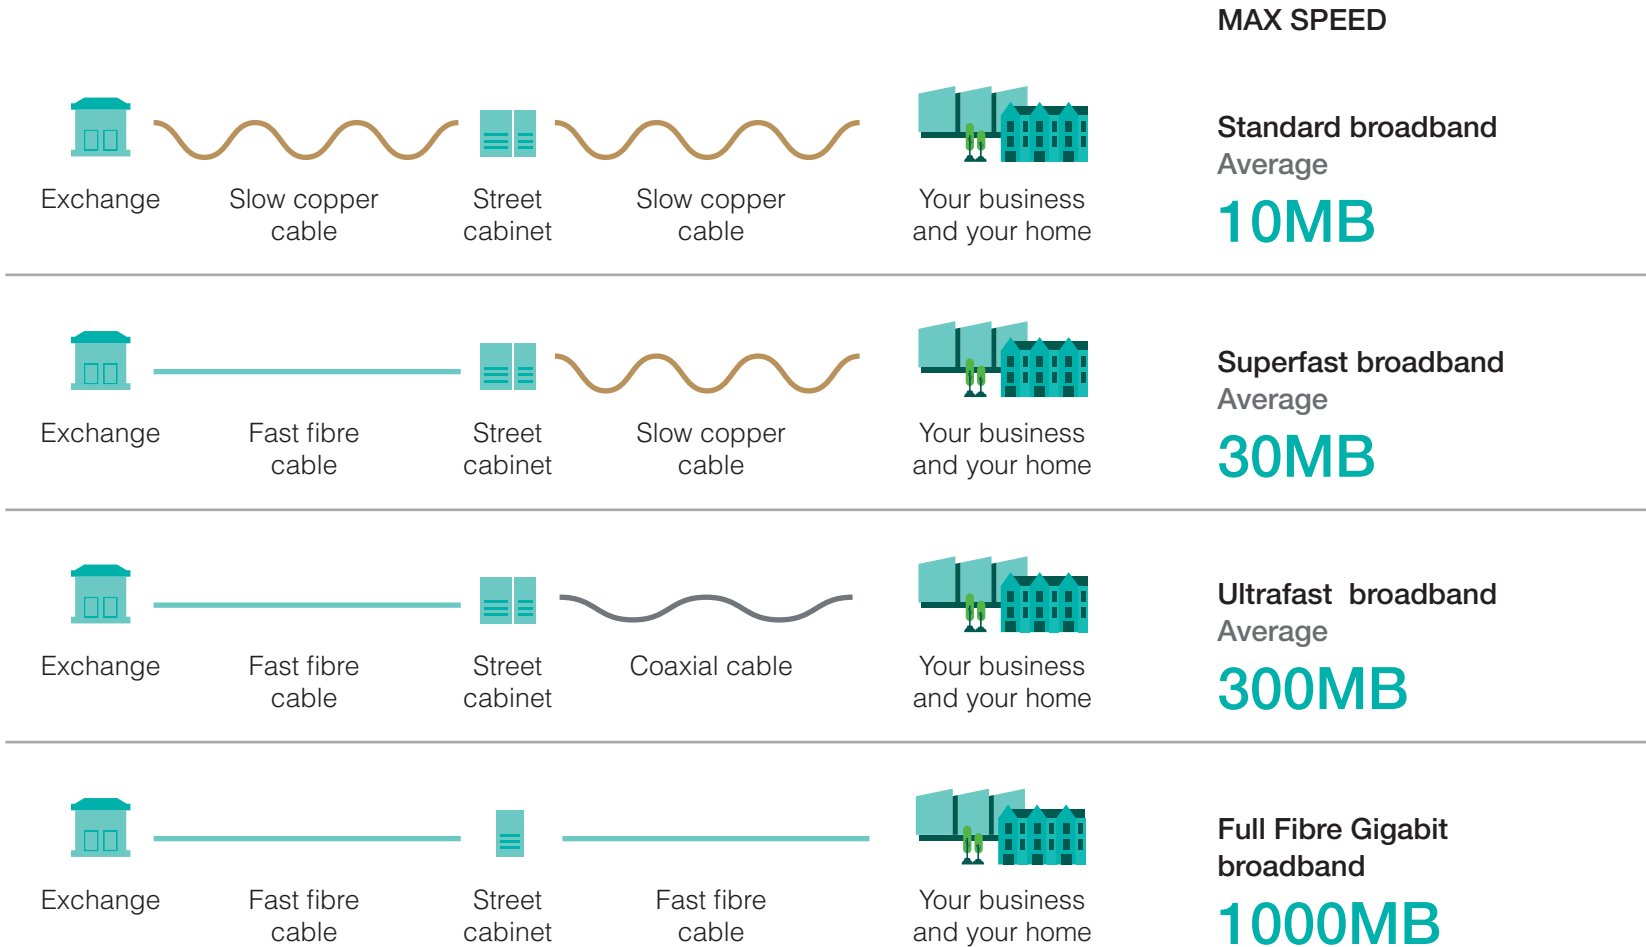 MAX SPEED
Standard broadband
Average
10MB
Exchange
Slow copper
cable
Street
cabinet
Slow copper
cable
Your business
and your home
Superfast broadband
Average
30MB
Exchange
Fast fibre
cable
Street
cabinet
Slow copper
cable
Your business
and your home
Ultrafast broadband
Average
300MB
Exchange
Fast fibre
cable
Street
cabinet
Coaxial cable
Your business
and your home
Full Fibre Gigabit
broadband
1000MB
Exchange
Fast fibre
cable
Street
cabinet
Fast fibre
cable
Your business
and your home